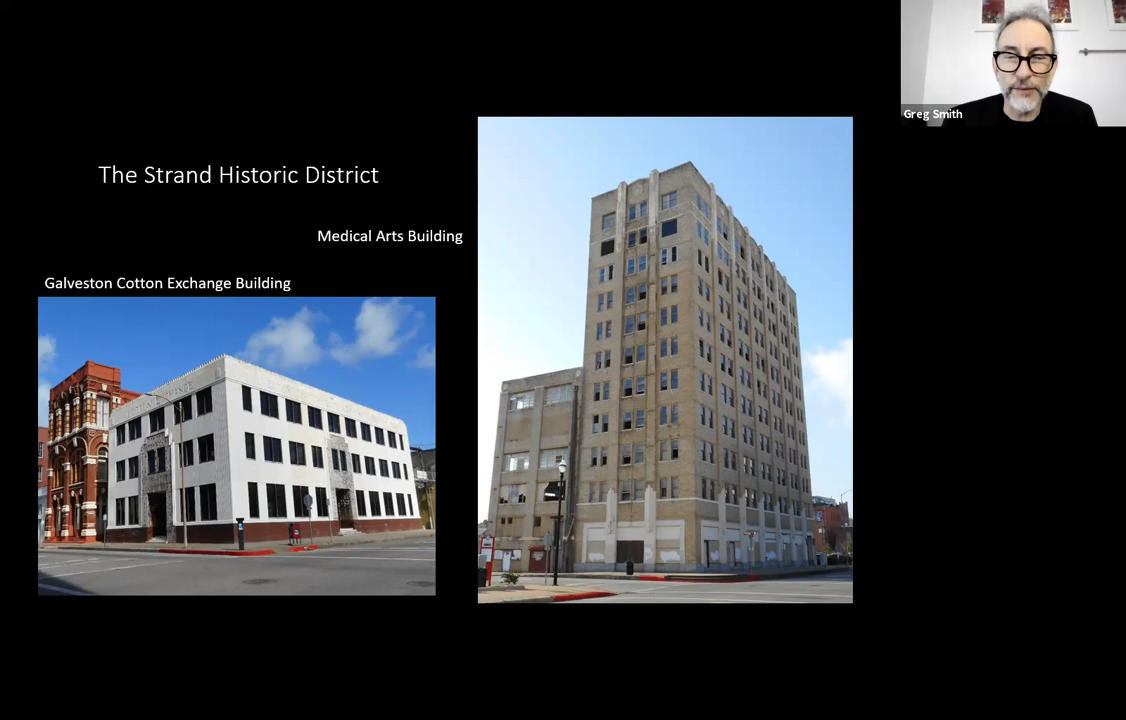 Greg Smith
The Strand Historic District
Medical Arts Building
Galveston Cotton Exchange Building